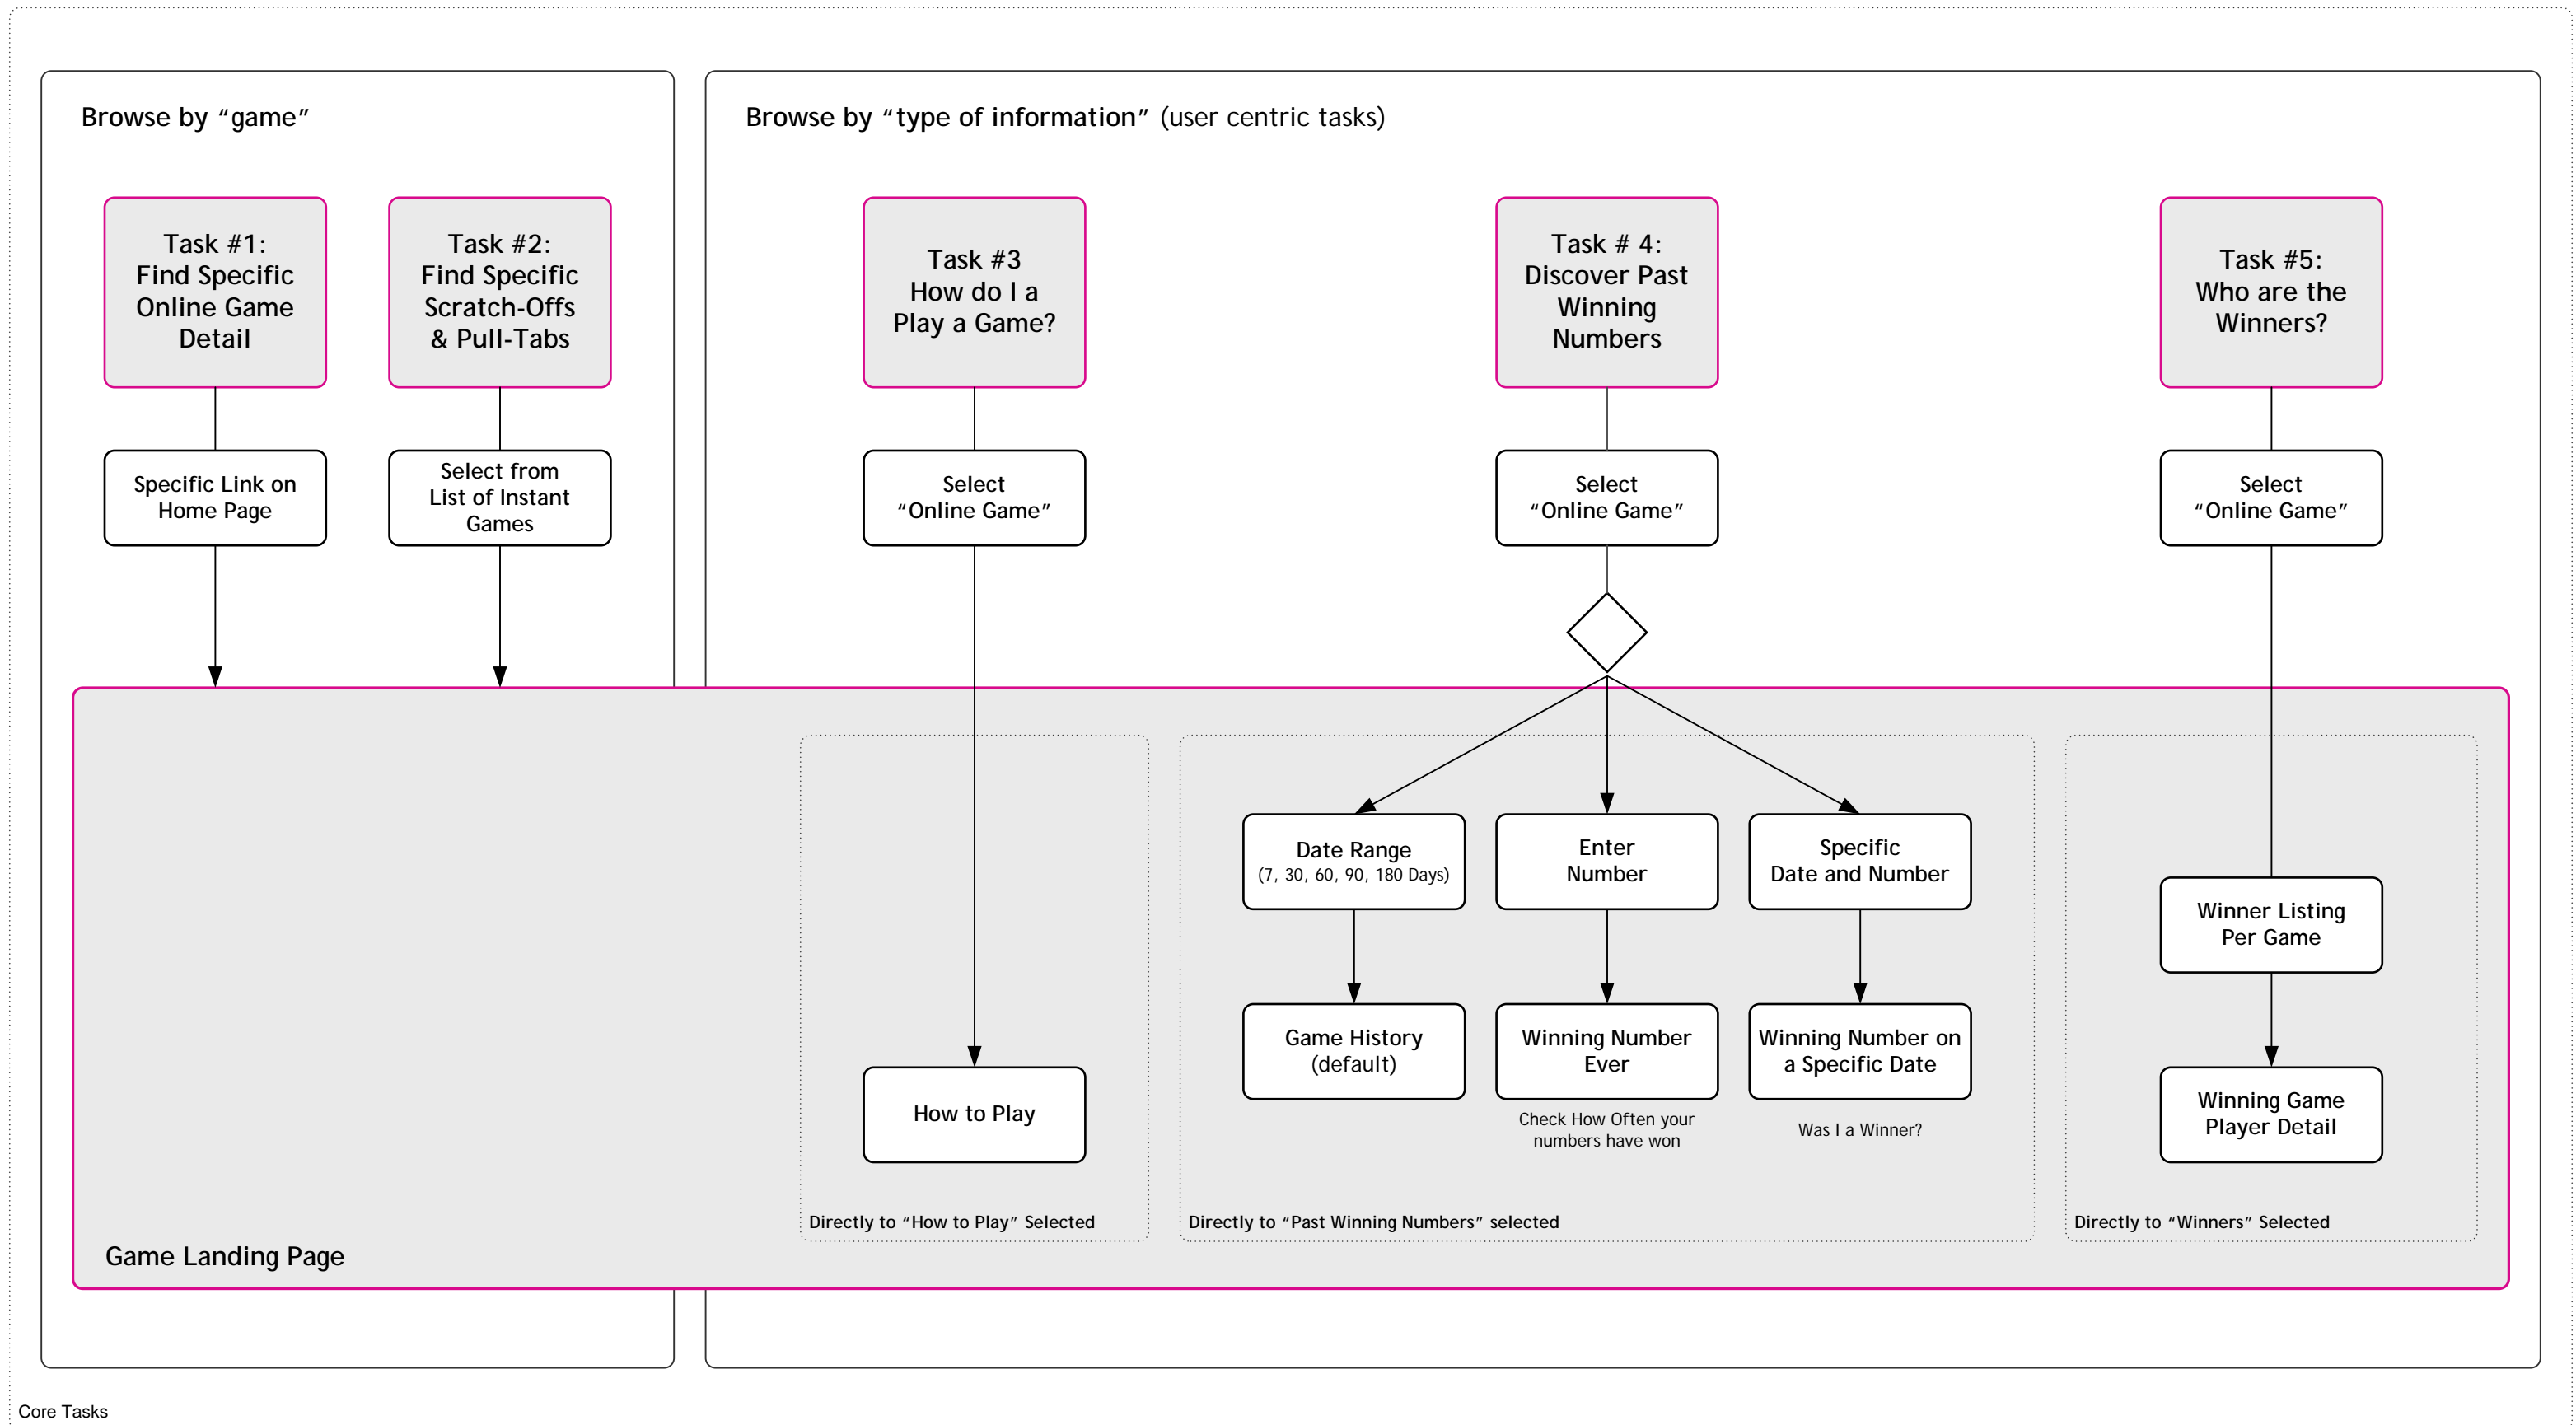 Browse by “game”
Browse by “type of information” (user centric tasks)
Task #1:
Find Specific
Online Game
Detail
Task #2:
Find Specific
Scratch-Offs
& Pull-Tabs
Task #3
How do I a
Play a Game?
Task # 4:
Discover Past
Winning
Numbers
Task #5:
Who are the
Winners?
Specific Link on
Home Page
Select from
List of Instant
Games
Select
“Online Game”
Select
“Online Game”
Select
“Online Game”
Date Range
(7, 30, 60, 90, 180 Days)
Enter
Number
Specific
Date and Number
Winner Listing
Per Game
Game History
(default)
Winning Number
Ever
Winning Number on
a Specific Date
How to Play
Check How Often your
numbers have won
Was I a Winner?
Winning Game
Player Detail
Directly to “How to Play” Selected
Directly to “Past Winning Numbers” selected
Directly to “Winners” Selected
Game Landing Page
Core Tasks